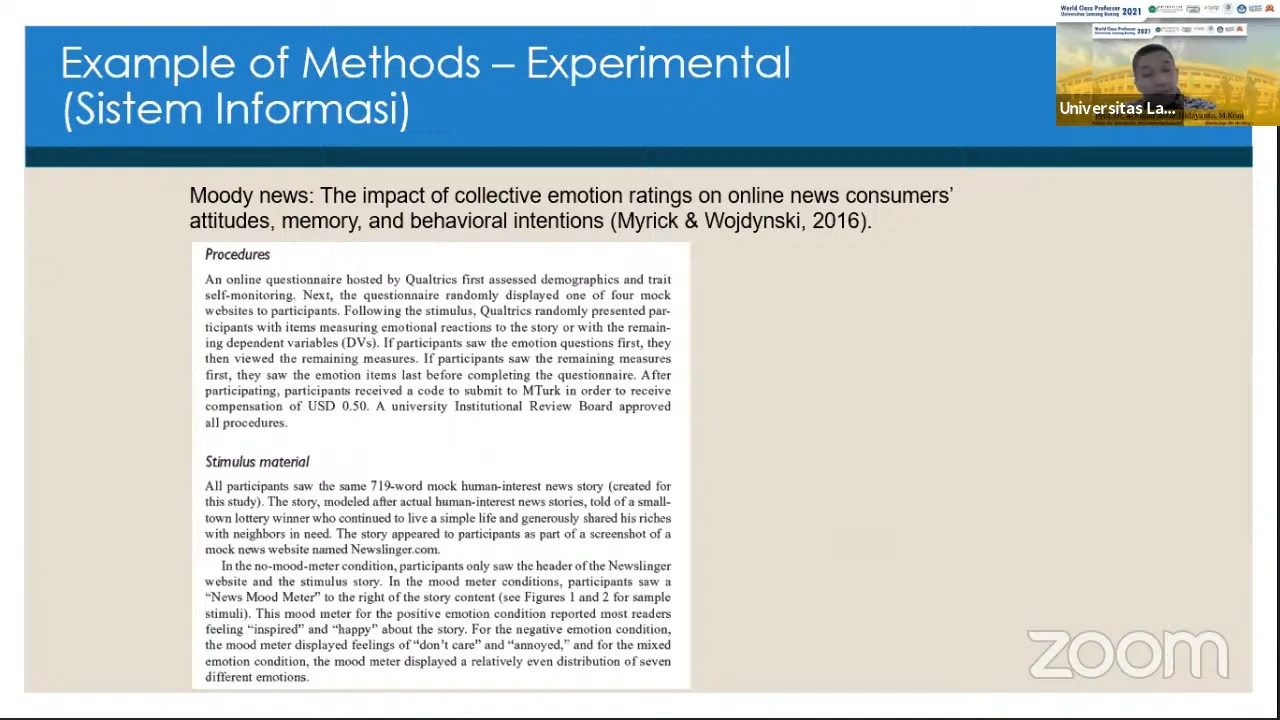 Example of Methods – Experimental
(Sistem Informasi)
World Class Professor
Universitas Lancang Kuning 2021
Universitas La...
Moody news: The impact of collective emotion ratings on online news consumers'
attitudes, memory, and behavioral intentions (Myrick & Wojdynski, 2016).
Procedures
An online questionnaire hosted by Qualtrics first assessed demographics and trait
self-monitoring. Next, the questionnaire randomly displayed one of four mock
websites to participants. Following the stimulus, Qualtrics randomly presented par-
ticipants with items measuring emotional reactions to the story or with the remain-
ing dependent variables (DVs). If participants saw the emotion questions first, they
then viewed the remaining measures. If participants saw the remaining measures
first, they saw the emotion items last before completing the questionnaire. After
participating, participants received a code to submit to MTurk in order to receive
compensation of USD 0.50. A university Institutional Review Board approved
all procedures.
Stimulus material
All participants saw the same 719-word mock human-interest news story (created for
this study). The story, modeled after actual human-interest news stories, told of a small-
town lottery winner who continued to live a simple life and generously shared his riches
with neighbors in need. The story appeared to participants as part of a screenshot of a
mock news website named Newslinger.com.
In the no-mood-meter condition, participants only saw the header of the Newslinger
website and the stimulus story. In the mood meter conditions, participants saw a
“News Mood Meter” to the right of the story content (see Figures 1 and 2 for sample
stimuli). This mood meter for the positive emotion condition reported most readers
feeling “inspired” and “happy” about the story. For the negative emotion condition,
the mood meter displayed feelings of “don't care” and “annoyed,” and for the mixed
emotion condition, the mood meter displayed a relatively even distribution of seven
different emotions.
zoom